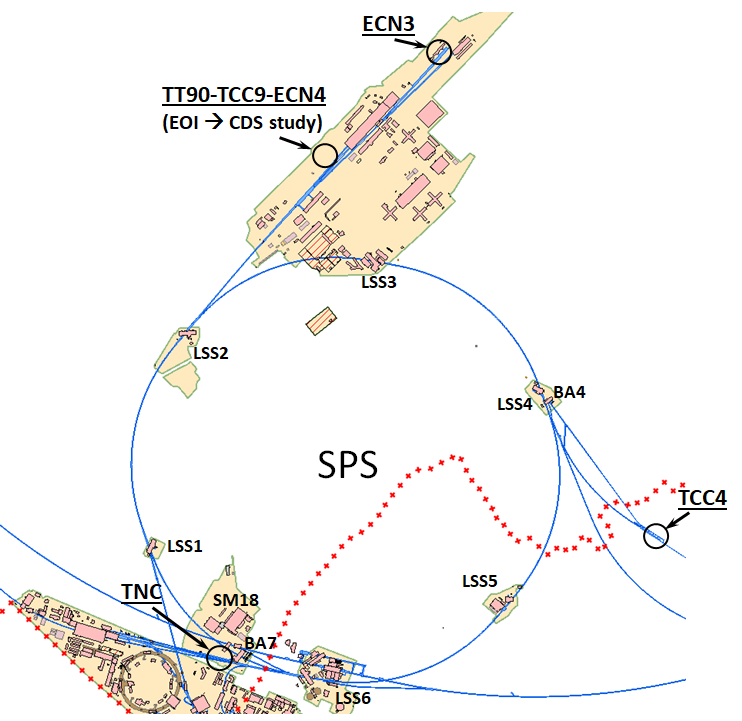 ECN3
TT90-TCC9-ECN4
(EOI → CDS study)
LSS3
LSS2
LSS4
BA4
SPS
TCC4
LSS1
LSS5
TNC
SM18
BA7
LSS6